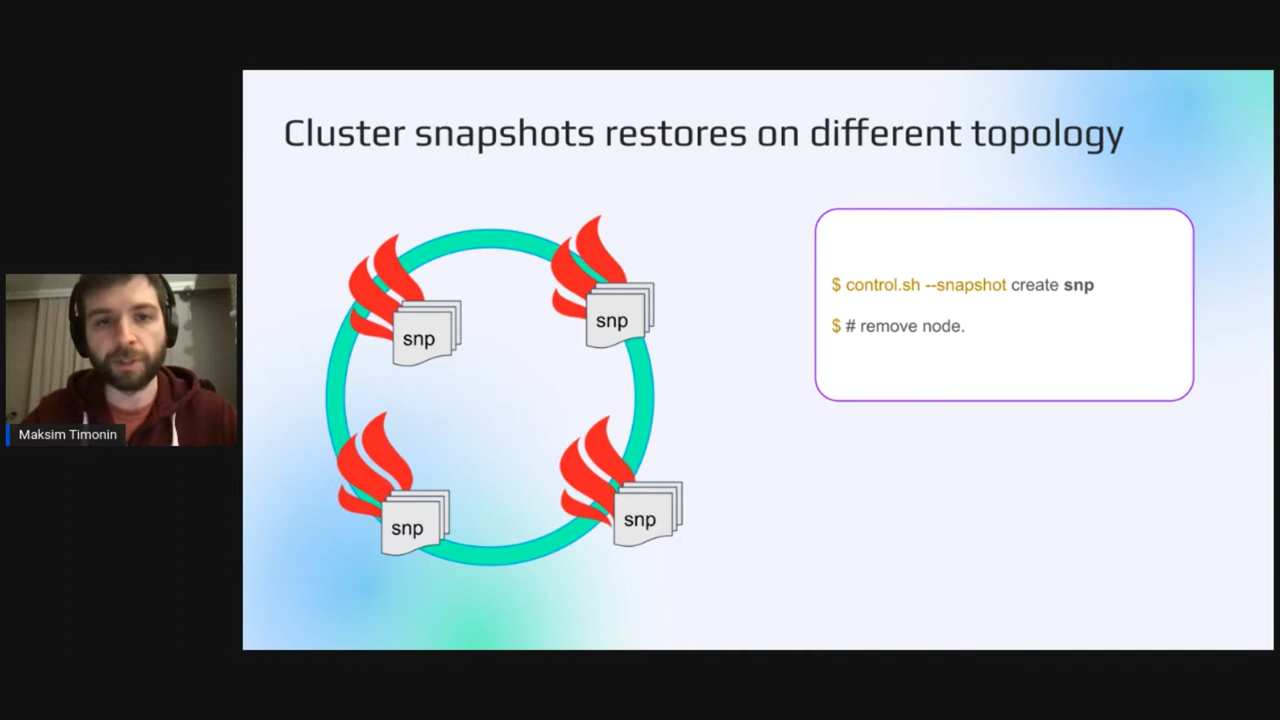 Cluster snapshots restores on different topology
$ control.sh --snapshot create snp
$ # remove node.
snp
snp
snp
snp
Maksim Timonin